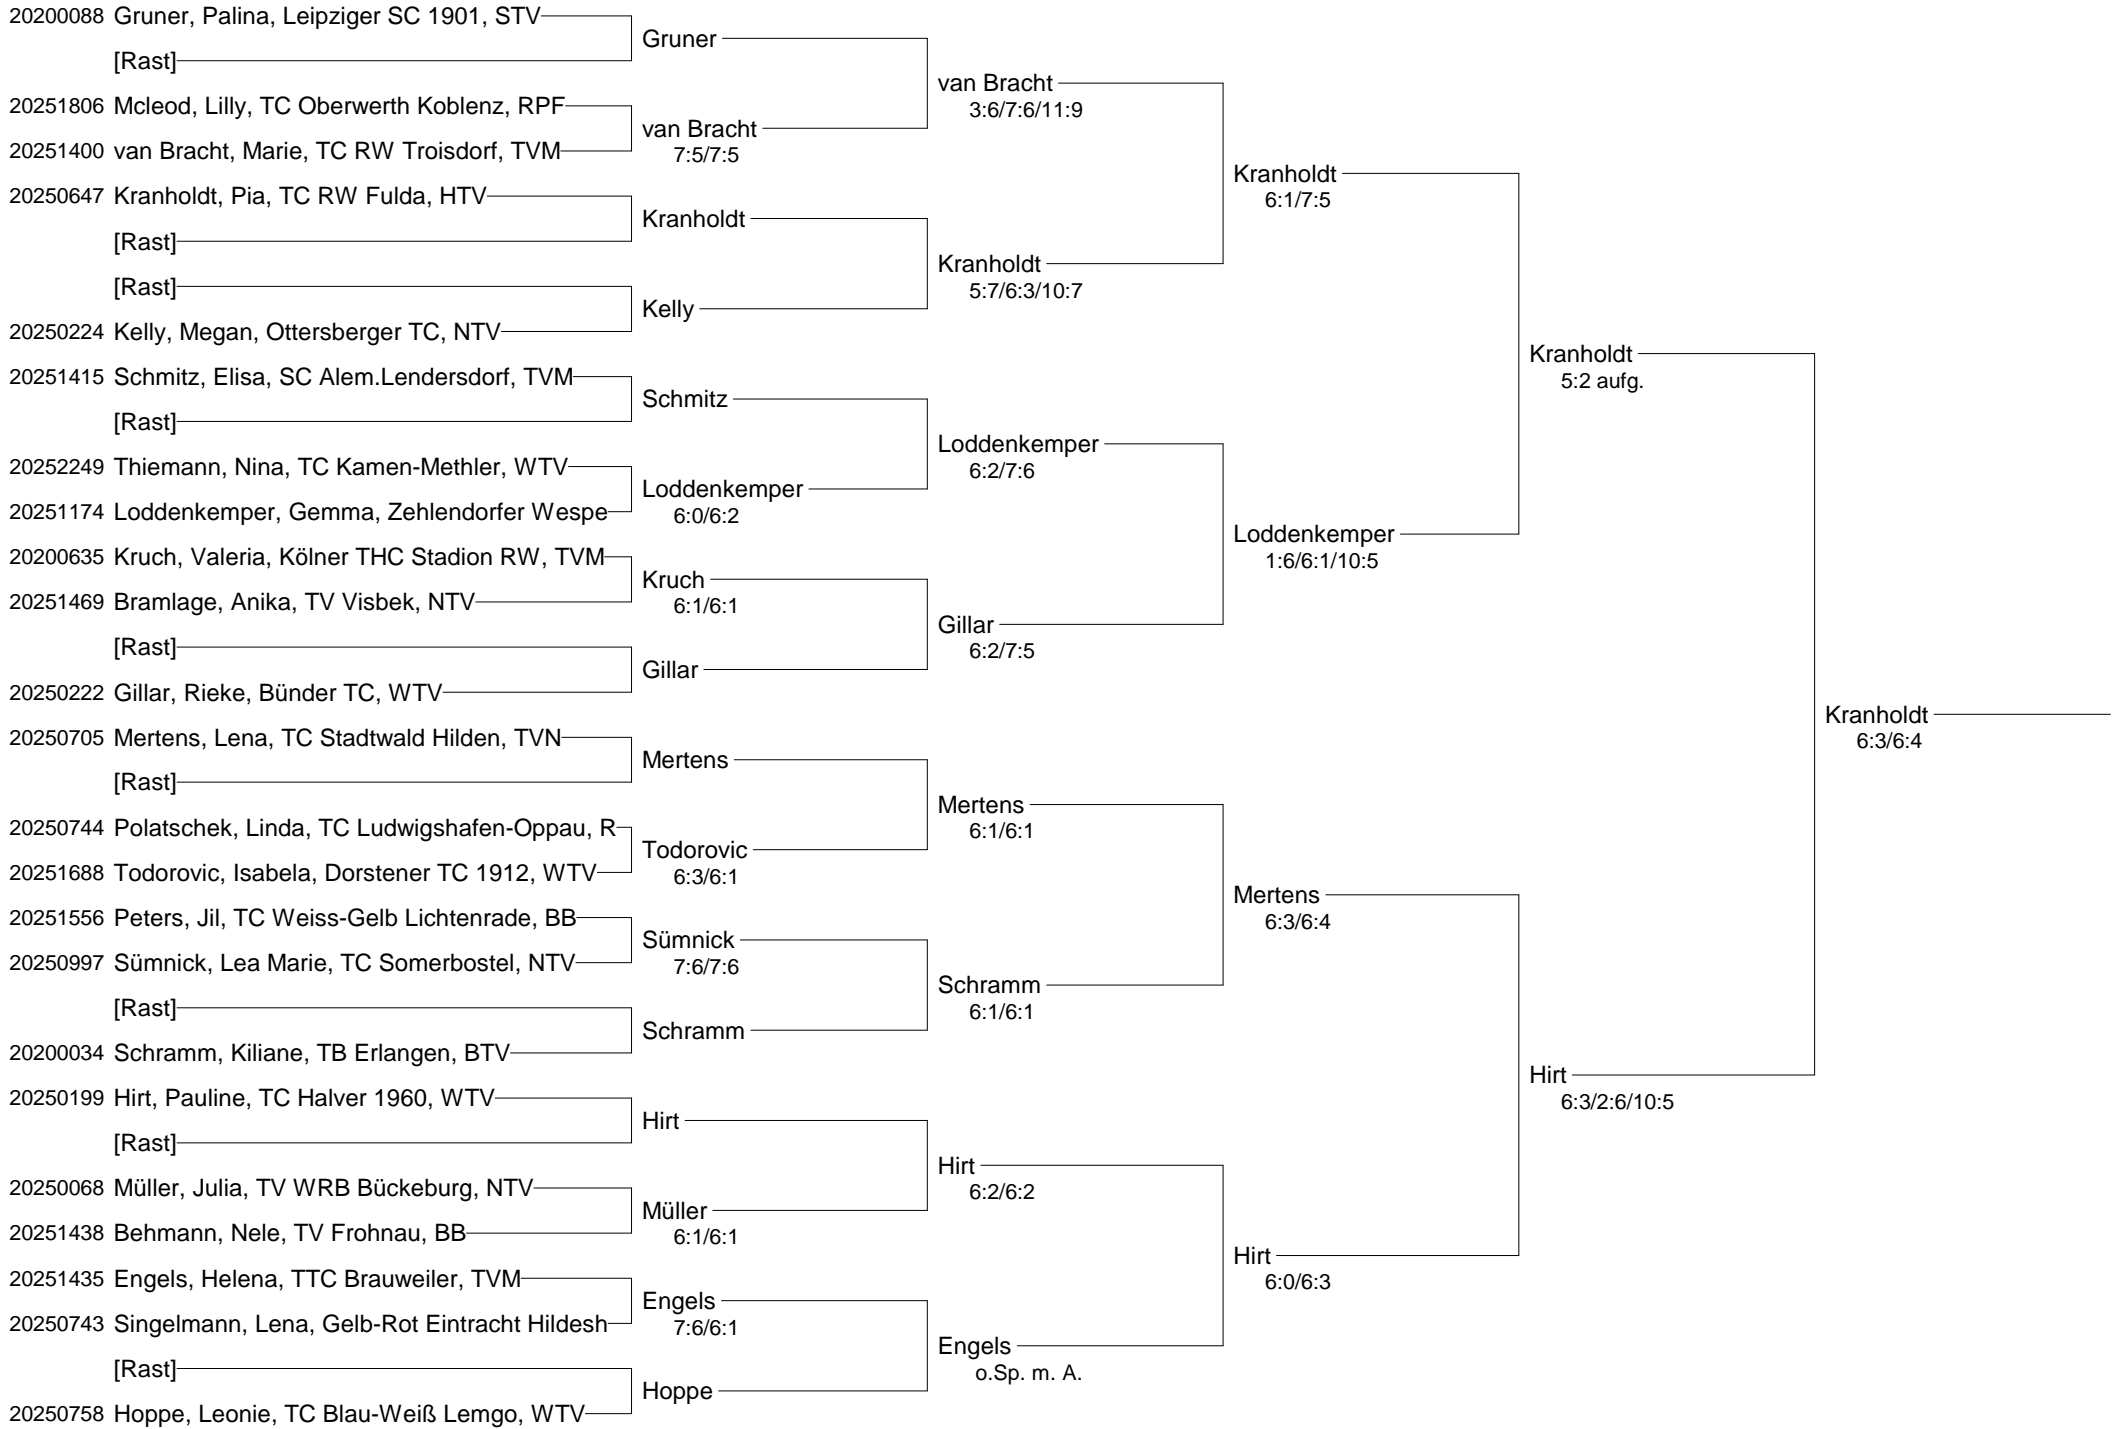 20200088 Gruner, Palina, Leipziger SC 1901, STV
[Rast]
20251806 Mcleod, Lilly, TC Oberwerth Koblenz, RPF
20251400 van Bracht, Marie, TC RW Troisdorf, TVM
20250647 Kranholdt, Pia, TC RW Fulda, HTV
[Rast]
[Rast]
20250224 Kelly, Megan, Ottersberger TC, NTV
20251415 Schmitz, Elisa, SC Alem.Lendersdorf, TVM
[Rast]
20252249 Thiemann, Nina, TC Kamen-Methler, WTV
20251174 Loddenkemper, Gemma, Zehlendorfer Wespe
20200635 Kruch, Valeria, Kölner THC Stadion RW, TVM
20251469 Bramlage, Anika, TV Visbek, NTV
[Rast]
20250222 Gillar, Rieke, Bünder TC, WTV
20250705 Mertens, Lena, TC Stadtwald Hilden, TVN
[Rast]
20250744 Polatschek, Linda, TC Ludwigshafen-Oppau, R
20251688 Todorovic, Isabela, Dorstener TC 1912, WTV
20251556 Peters, Jil, TC Weiss-Gelb Lichtenrade, BB
20250997 Sümnick, Lea Marie, TC Somerbostel, NTV
[Rast]
20200034 Schramm, Kiliane, TB Erlangen, BTV
20250199 Hirt, Pauline, TC Halver 1960, WTV
[Rast]
20250068 Müller, Julia, TV WRB Bückeburg, NTV
20251438 Behmann, Nele, TV Frohnau, BB
20251435 Engels, Helena, TTC Brauweiler, TVM
20250743 Singelmann, Lena, Gelb-Rot Eintracht Hildesh
[Rast]
20250758 Hoppe, Leonie, TC Blau-Weiß Lemgo, WTV
Gruner
van Bracht
7:5/7:5
Kranholdt
Kelly
Schmitz
Loddenkemper
6:0/6:2
Kruch
6:1/6:1
Gillar
Mertens
Todorovic
6:3/6:1
Sümnick
7:6/7:6
Schramm
Hirt
Müller
6:1/6:1
Engels
7:6/6:1
Hoppe
van Bracht
3:6/7:6/11:9
Kranholdt
5:7/6:3/10:7
Loddenkemper
6:2/7:6
Gillar
6:2/7:5
Mertens
6:1/6:1
Schramm
6:1/6:1
Hirt
6:2/6:2
Engels
o.Sp. m. A.
Kranholdt
6:1/7:5
Loddenkemper
1:6/6:1/10:5
Mertens
6:3/6:4
Hirt
6:0/6:3
Kranholdt
5:2 aufg.
Hirt
6:3/2:6/10:5
Kranholdt
6:3/6:4